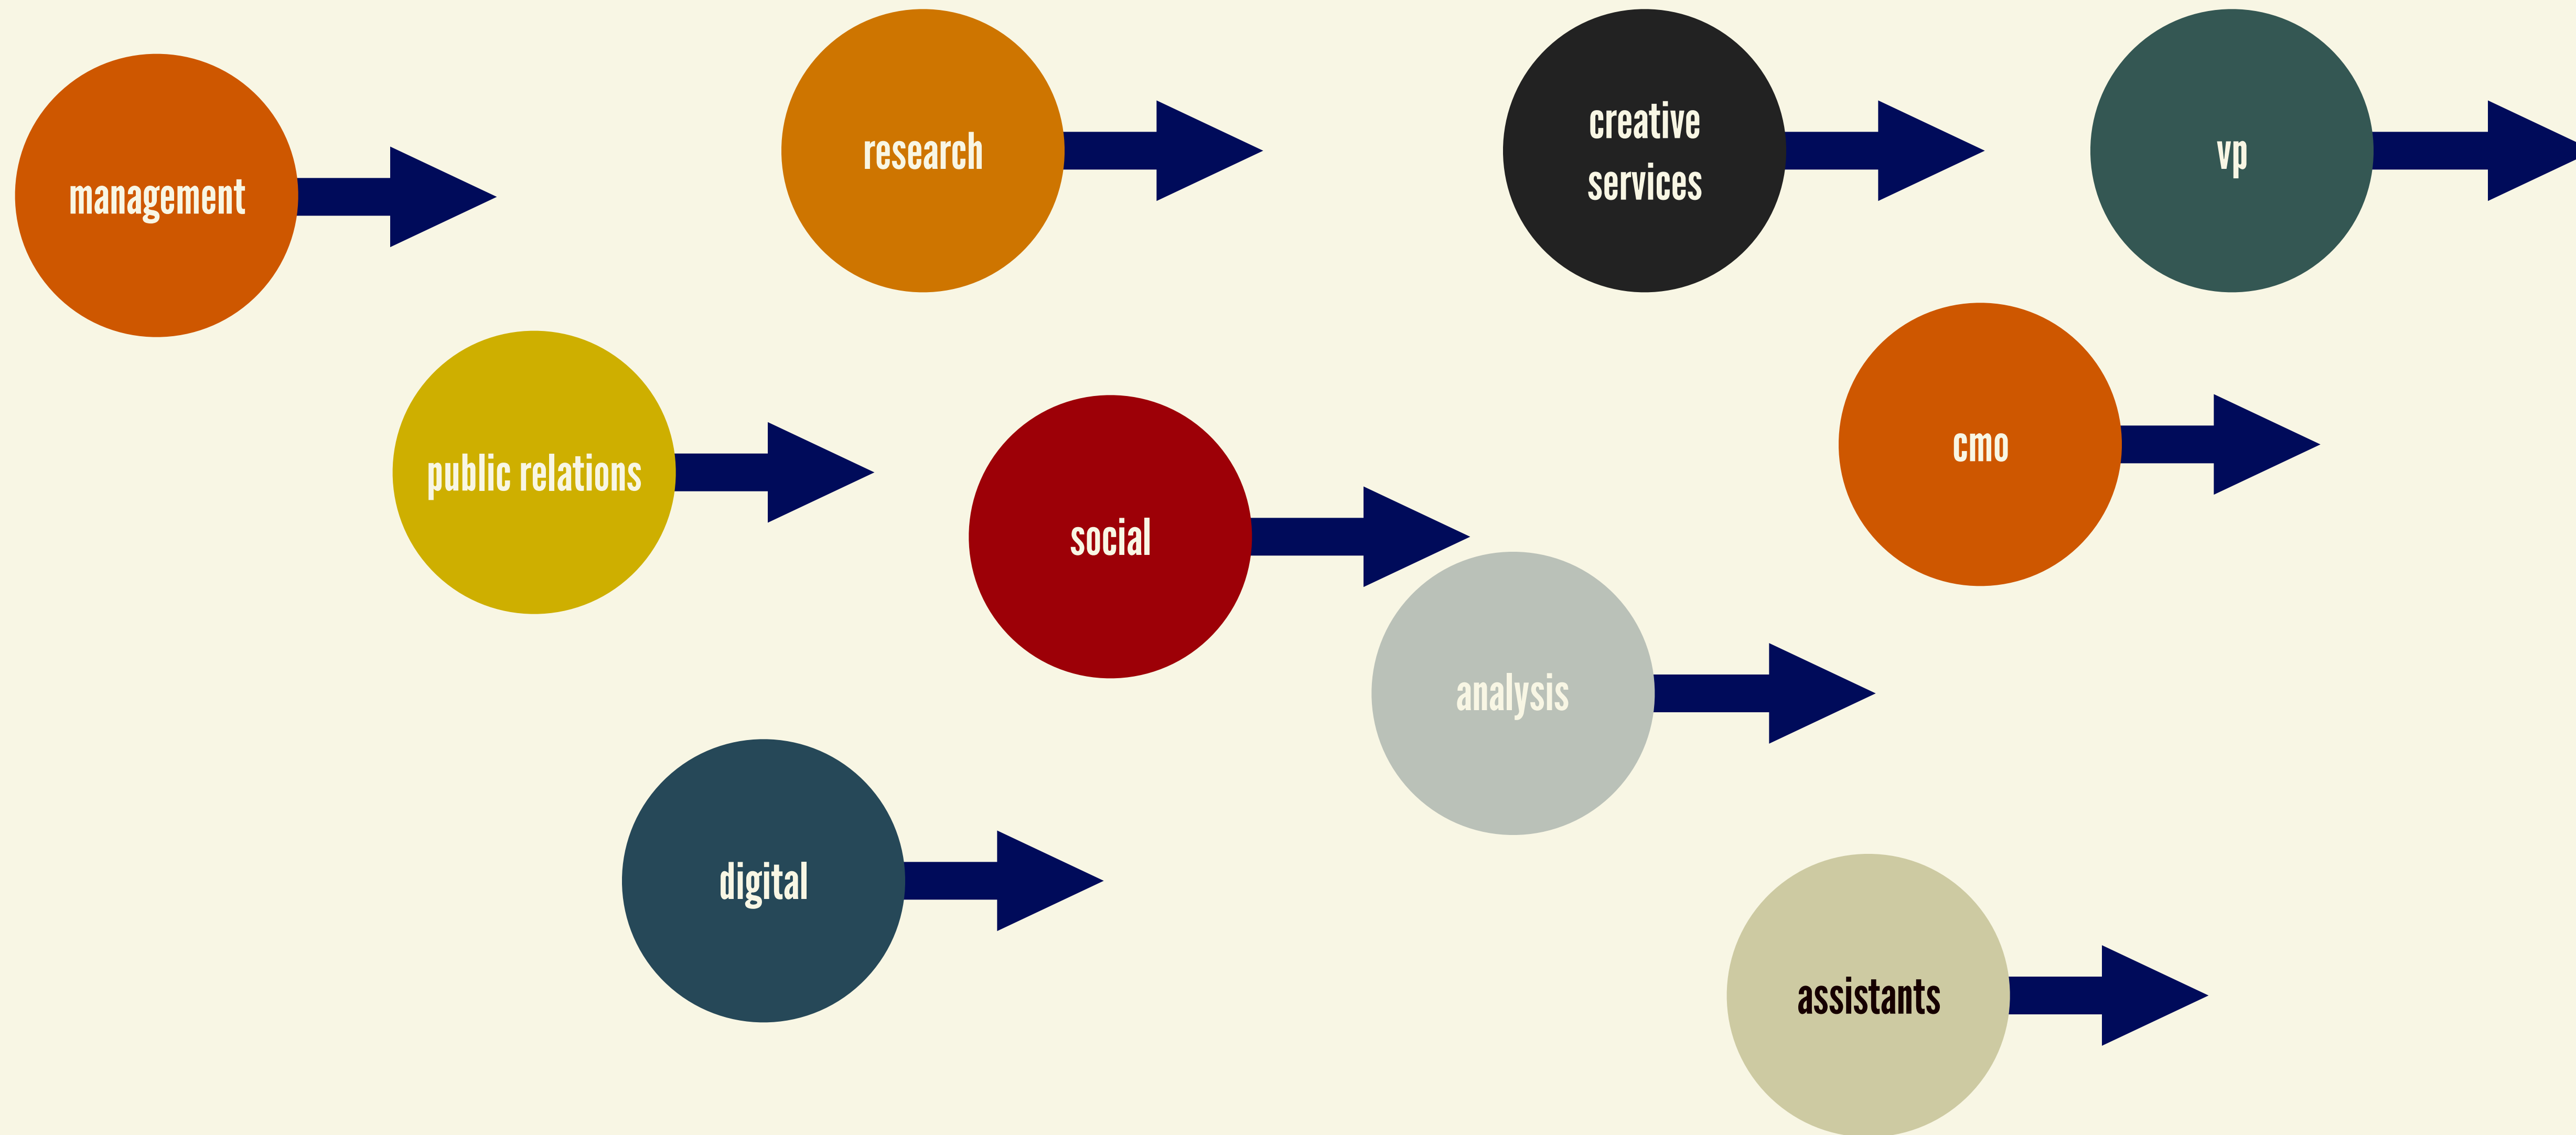 management
research
creative
services
vp
public relations
social
cmo
analysis
digital
assistants